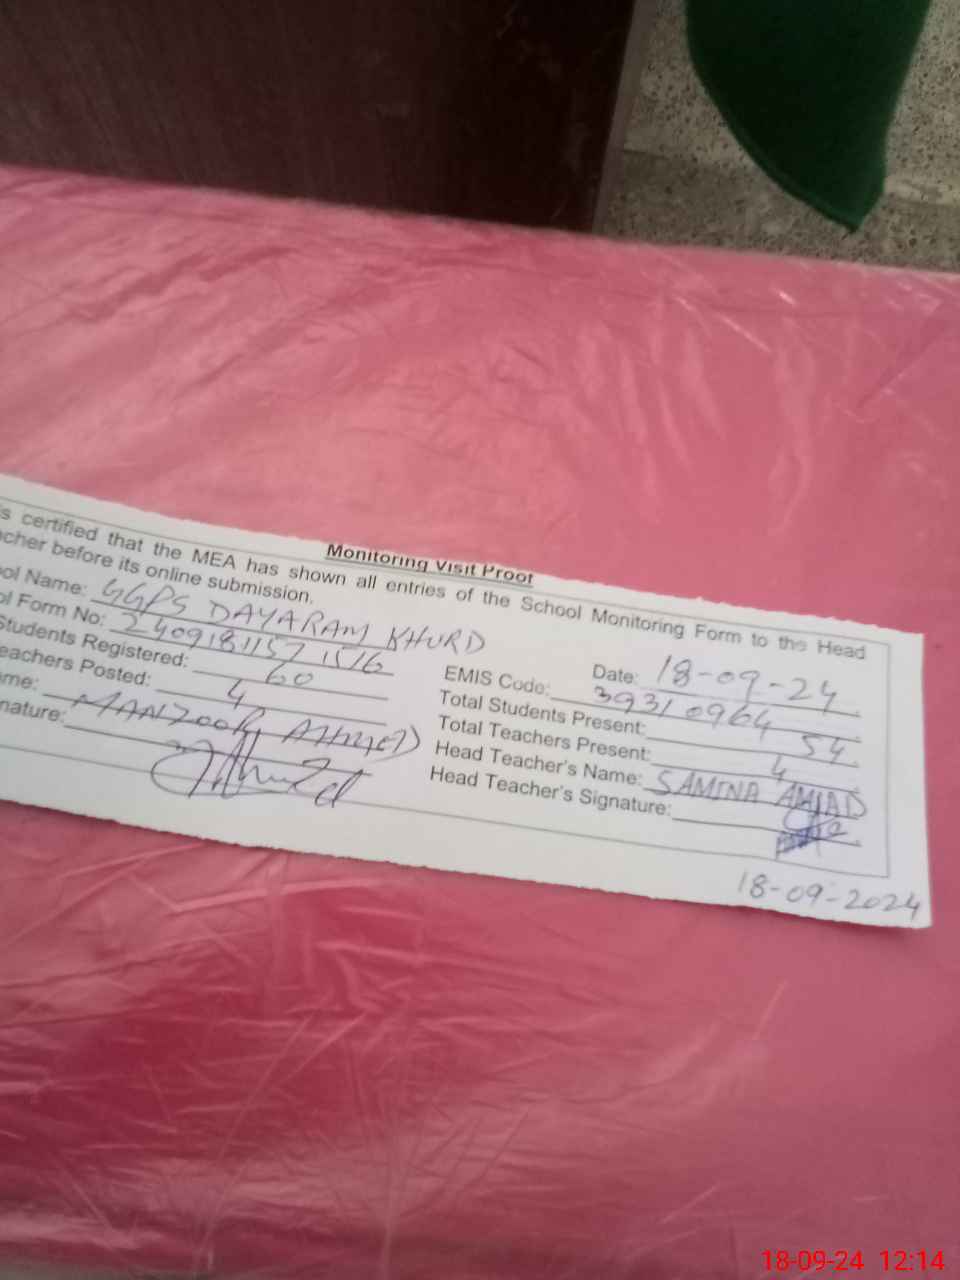 Monitoring Visit Proof
is certified that the MEA has shown all entries of the School Monitoring Form to the Head
acher before its online submission.
ool Name: GGPS DAYARAM KHURD
Date: 18-09-24
ol Form No: 2409181157 1516
EMIS Code: 39310964
Students Registered: 60
Total Students Present: 54
eachers Posted: 4
Total Teachers Present: 4
me: MANZOOR AHMED
Head Teacher's Name: SAMINA AMJAD
nature:
Head Teacher's Signature:
18-09-2024
18-09-24 12:14